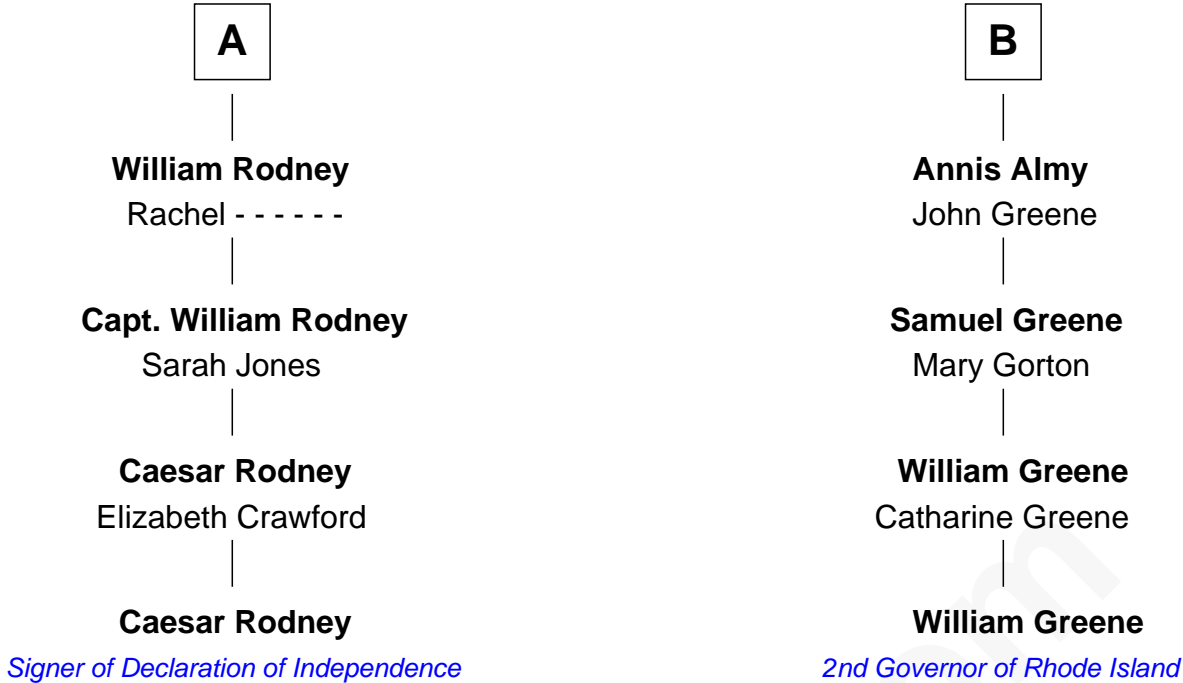 A
William Rodney
Rachel - - - - - -
Capt. William Rodney
Sarah Jones
Caesar Rodney
Elizabeth Crawford
Caesar Rodney
Signer of Declaration of Independence
B
Annis Almy
John Greene
Samuel Greene
Mary Gorton
William Greene
Catharine Greene
William Greene
2nd Governor of Rhode Island